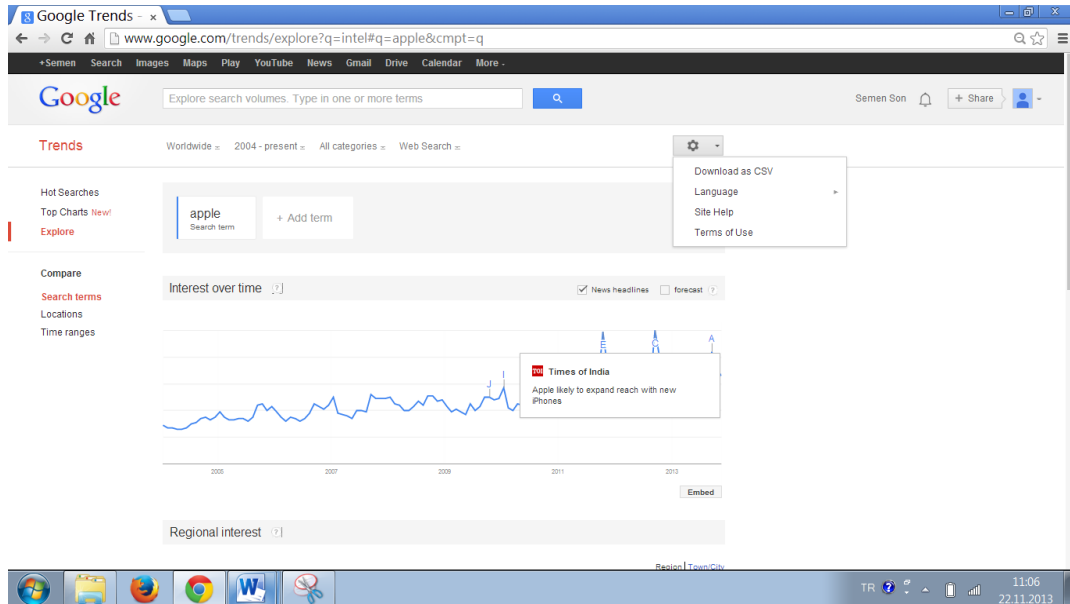 Google Trends -
www.google.com/trends/explore?q=intel#q=apple&cmpt=q
+Semen Search Images Maps Play YouTube News Gmail Drive Calendar More
Google Explore search volumes. Type in one or more terms Semen Son + Share
Trends Worldwide 2004 - present All categories Web Search
Download as CSV
Language
Site Help
Terms of Use
Hot Searches
Top Charts New!
Explore
apple
Search term
+ Add term
Compare
Search terms
Locations
Time ranges
Interest over time ? News headlines forecast ?
E C A
J I
Times of India
Apple likely to expand reach with new
iPhones
2007 2009 2011 2013
Embed
Regional interest ?
Region Town/City
TR 11:06
22.11.2013